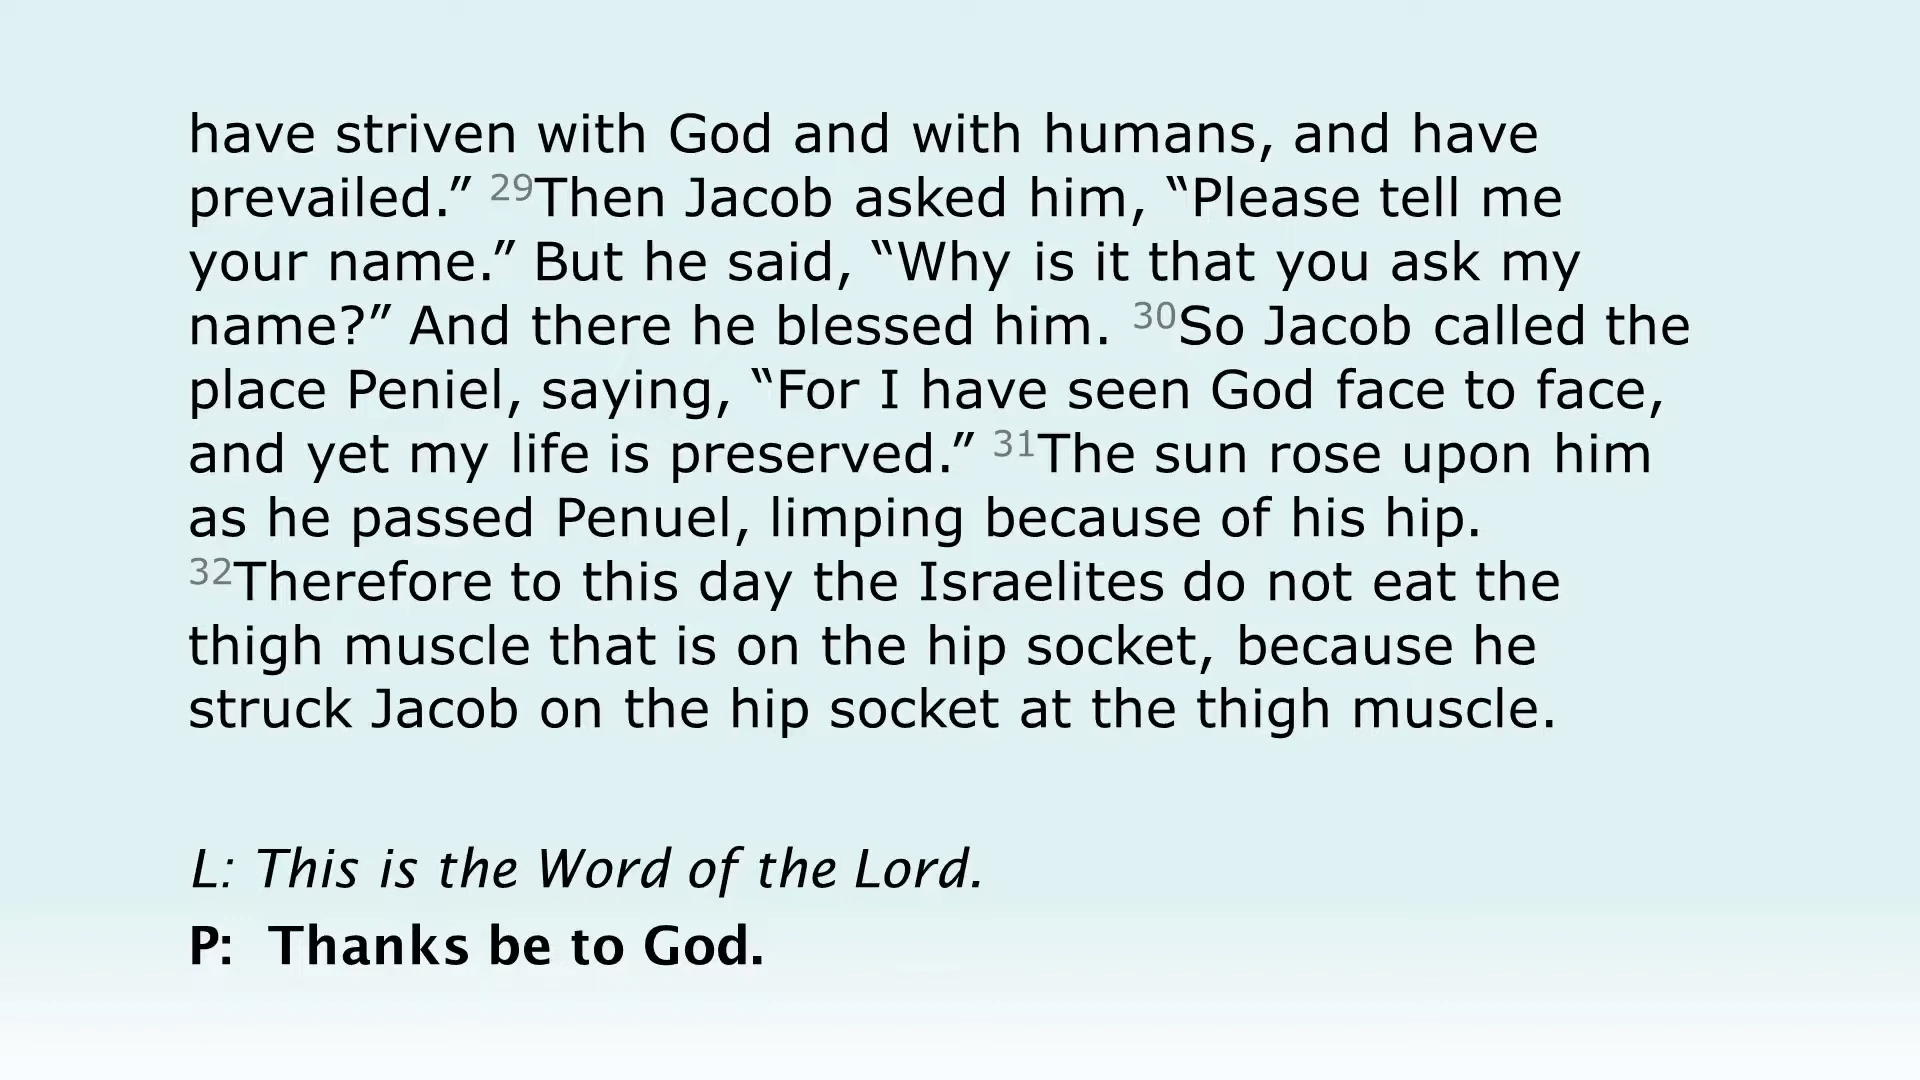 have striven with God and with humans, and have
prevailed.” 29Then Jacob asked him, “Please tell me
your name.” But he said, “Why is it that you ask my
name?” And there he blessed him. 30So Jacob called the
place Peniel, saying, “For I have seen God face to face,
and yet my life is preserved.” 31The sun rose upon him
as he passed Penuel, limping because of his hip.
32Therefore to this day the Israelites do not eat the
thigh muscle that is on the hip socket, because he
struck Jacob on the hip socket at the thigh muscle.
L: This is the Word of the Lord.
P: Thanks be to God.